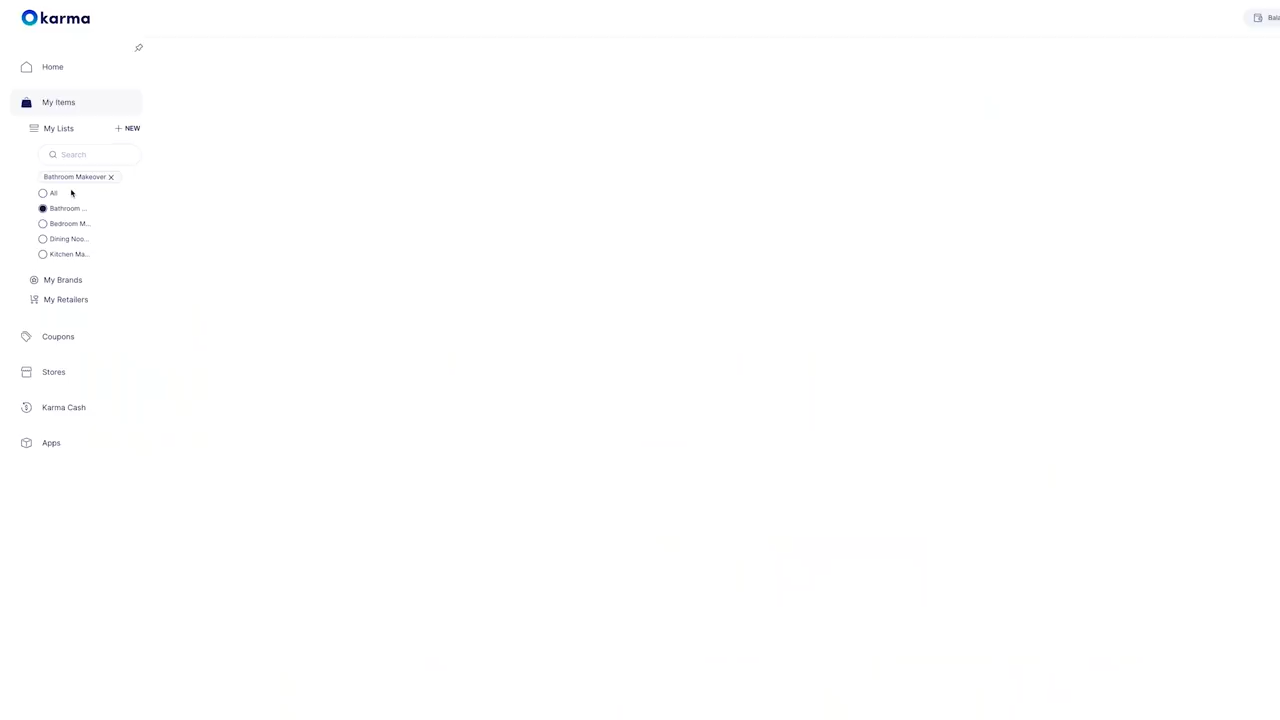 karma
Bala
Home
My Items
My Lists
+ NEW
Search
Bathroom Makeover
All
Bathroom ...
Bedroom M...
Dining Noo...
Kitchen Ma...
My Brands
My Retailers
Coupons
Stores
Karma Cash
Apps